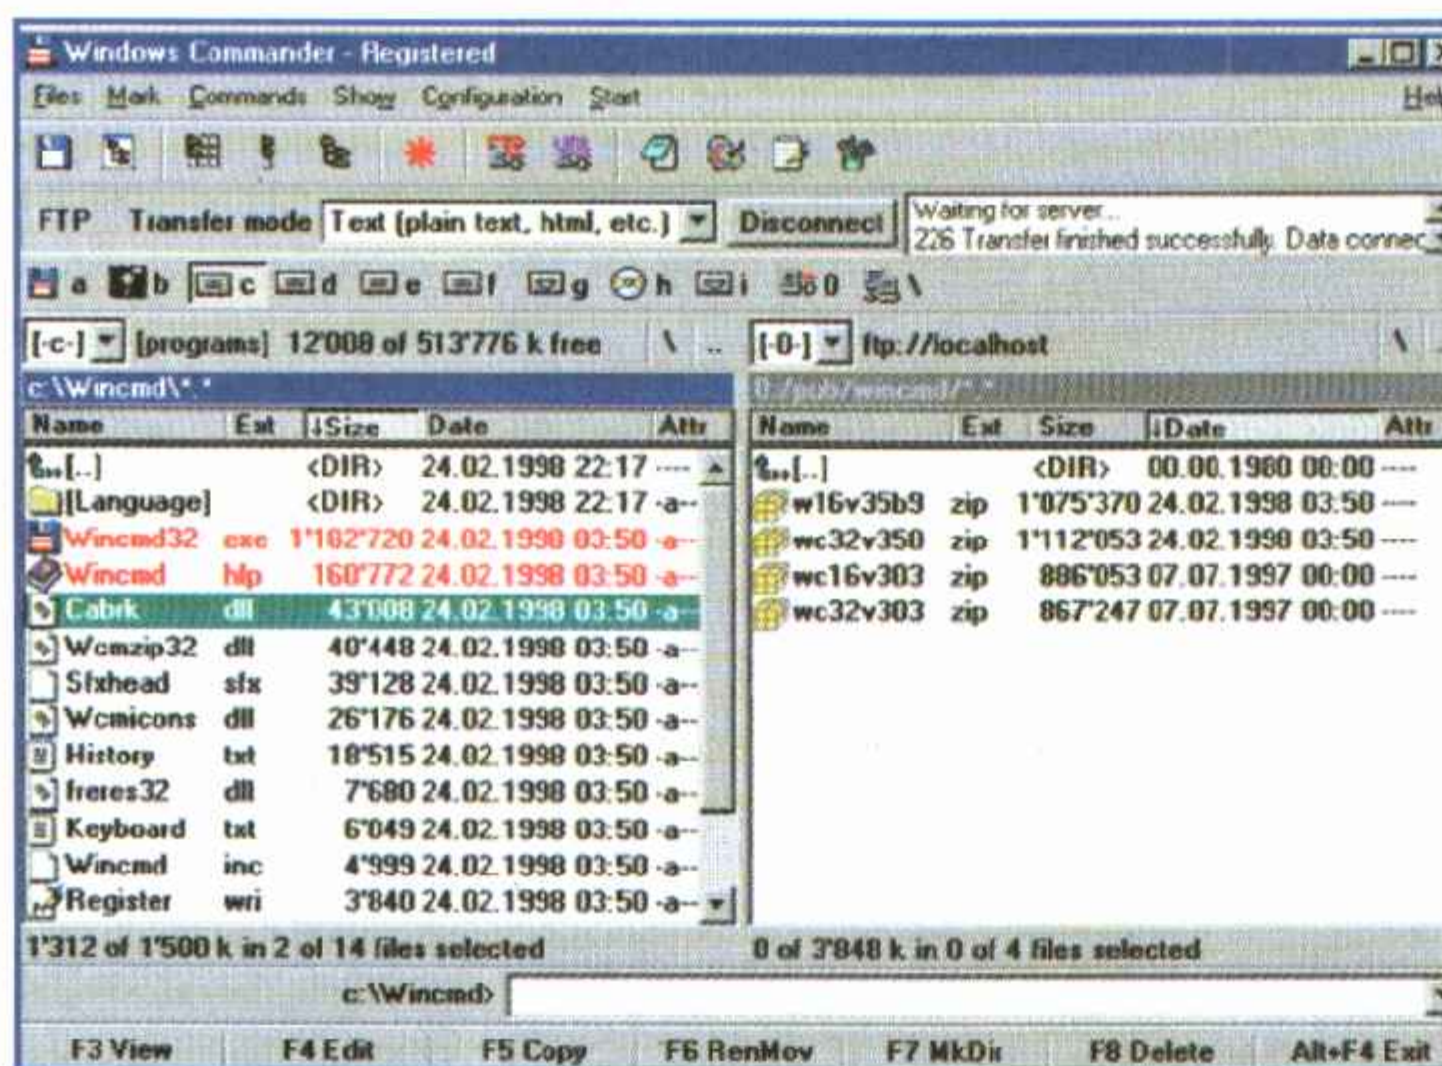 Windows Commander - Registered
Files Mark Commands Show Configuration Start Hel
FTP Transfer mode Text (plain text, html, etc.) Disconnect
Waiting for server...
226 Transfer finished successfully. Data connec
a b c d e f g h i 0 \
[-c-] [programs] 12'008 of 513'776 k free \ .. [-0-] ftp://localhost \
c:\Wincmd\*.* 0:/pub/wincmd/*.*
Name Ext ↓Size Date Attr Name Ext Size ↓Date Attr
[..] <DIR> 24.02.1998 22:17 ---- [..] <DIR> 00.00.1980 00:00 ----
[Language] <DIR> 24.02.1998 22:17 -a-- w16v35b9 zip 1'075'370 24.02.1998 03:50 ----
Wincmd32 exe 1'182'720 24.02.1998 03:50 -a-- wc32v350 zip 1'112'053 24.02.1998 03:50 ----
Wincmd hlp 160'772 24.02.1998 03:50 -a-- wc16v303 zip 886'053 07.07.1997 00:00 ----
Cabrk dll 43'008 24.02.1998 03:50 -a-- wc32v303 zip 867'247 07.07.1997 00:00 ----
Wcmzip32 dll 40'448 24.02.1998 03:50 -a--
Sfxhead sfx 39'128 24.02.1998 03:50 -a--
Wcmicons dll 26'176 24.02.1998 03:50 -a--
History txt 18'515 24.02.1998 03:50 -a--
freres32 dll 7'680 24.02.1998 03:50 -a--
Keyboard txt 6'049 24.02.1998 03:50 -a--
Wincmd inc 4'999 24.02.1998 03:50 -a--
Register wri 3'840 24.02.1998 03:50 -a--
1'312 of 1'500 k in 2 of 14 files selected 0 of 3'848 k in 0 of 4 files selected
c:\Wincmd>
F3 View F4 Edit F5 Copy F6 RenMov F7 MkDir F8 Delete Alt+F4 Exit